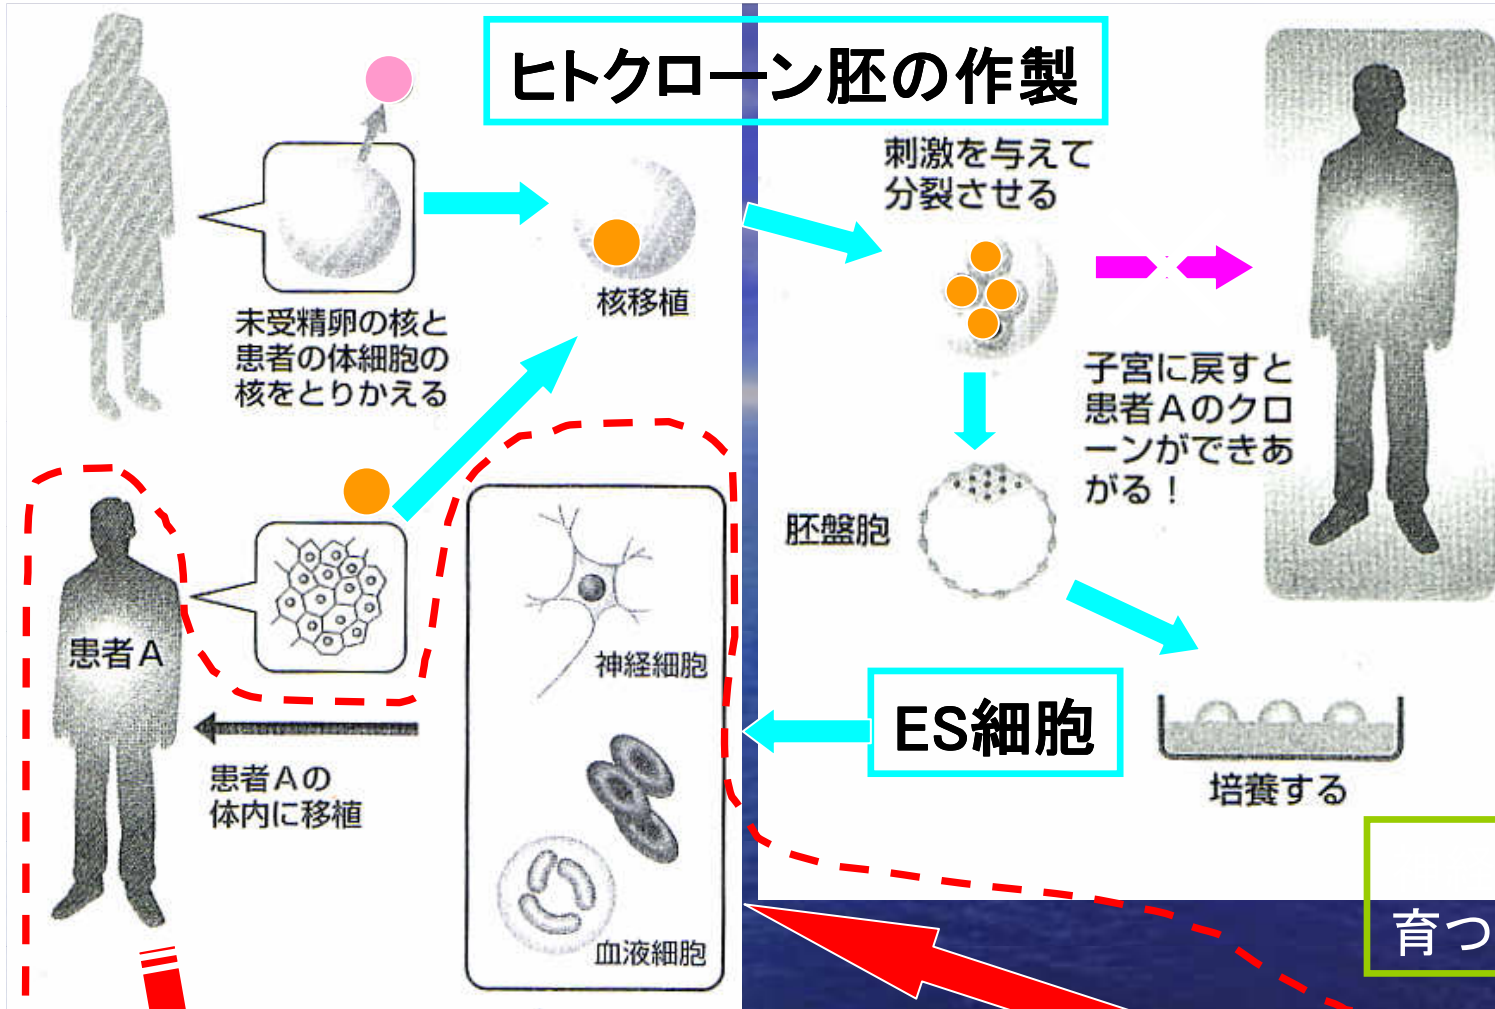 ヒトクローン胚の作製
刺激を与えて
分裂させる
核移植
未受精卵の核と
患者の体細胞の
核をとりかえる
子宮に戻すと
患者Aのクロ
ーンができあ
がる！
胚盤胞
患者A
神経細胞
ES細胞
培養する
患者Aの
体内に移植
血液細胞
育つ